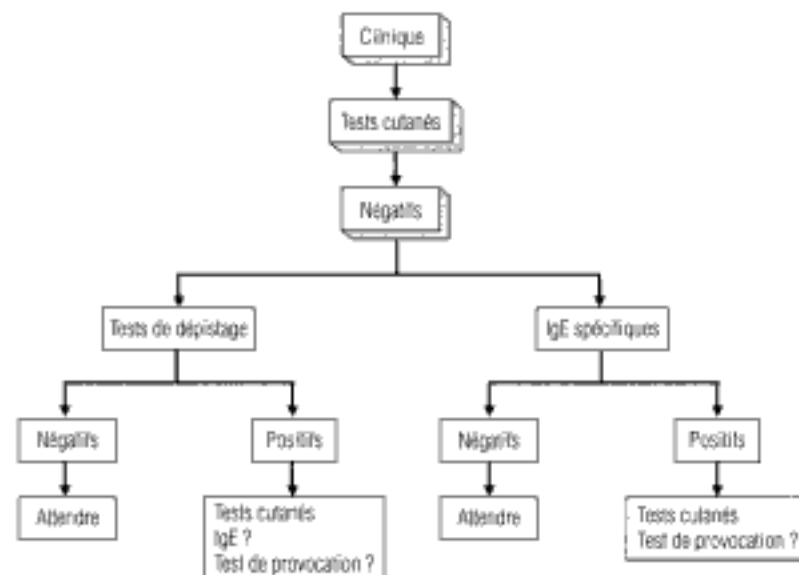 Clinique
Tests cutanés
Négatifs
Tests de dépistage
IgE spécifiques
Négatifs
Positifs
Négatifs
Positifs
Attendre
Tests cutanés
IgE ?
Test de provocation ?
Attendre
Tests cutanés
Test de provocation ?